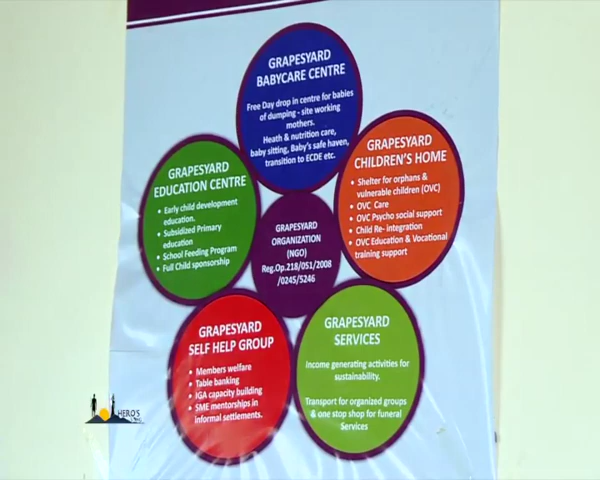 GRAPESYARD
BABYCARE CENTRE
Free Day drop in centre for babies
of dumping - site working
mothers.
Heath & nutrition care,
baby sitting, Baby's safe haven,
transition to ECDE etc.
GRAPESYARD
EDUCATION CENTRE
• Early child development
education.
• Subsidized Primary
education
• School Feeding Program
• Full Child sponsorship
GRAPESYARD
CHILDREN'S HOME
• Shelter for orphans &
vulnerable children (OVC)
• OVC Care
• OVC Psycho social support
• Child Re- integration
• OVC Education & Vocational
training support
GRAPESYARD
ORGANIZATION
(NGO)
Reg.Op.218/051/2008
/0245/5246
GRAPESYARD
SELF HELP GROUP
• Members welfare
• Table banking
• IGA capacity building
• SME mentorships in
informal settlements.
GRAPESYARD
SERVICES
Income generating activities for
sustainability.
Transport for organized groups
& one stop shop for funeral
Services
HERO'S